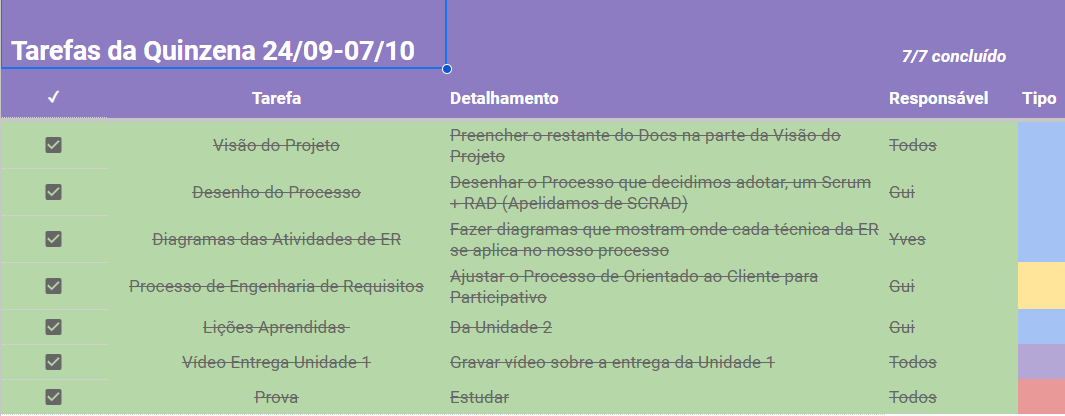 Tarefas da Quinzena 24/09-07/10
7/7 concluído
✓ Tarefa Detalhamento Responsável Tipo
Visão do Projeto
Preencher o restante do Docs na parte da Visão do
Projeto
Todos
Desenho do Processo
Desenhar o Processo que decidimos adotar, um Scrum
+ RAD (Apelidamos de SCRAD)
Gui
Diagramas das Atividades de ER
Fazer diagramas que mostram onde cada técnica da ER
se aplica no nosso processo
Yves
Processo de Engenharia de Requisitos
Ajustar o Processo de Orientado ao Cliente para
Participativo
Gui
Lições Aprendidas
Da Unidade 2
Gui
Vídeo Entrega Unidade 1
Gravar vídeo sobre a entrega da Unidade 1
Todos
Prova
Estudar
Todos